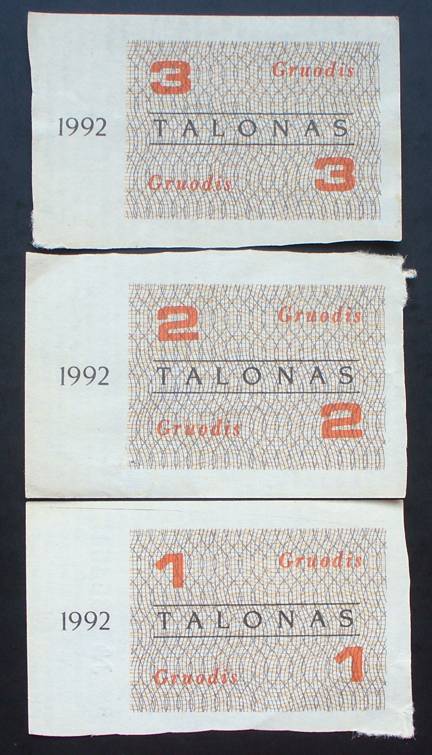 3 Gruodis
1992 TALONAS
Gruodis 3
2 Gruodis
1992 TALONAS
Gruodis 2
1 Gruodis
1992 TALONAS
Gruodis 1